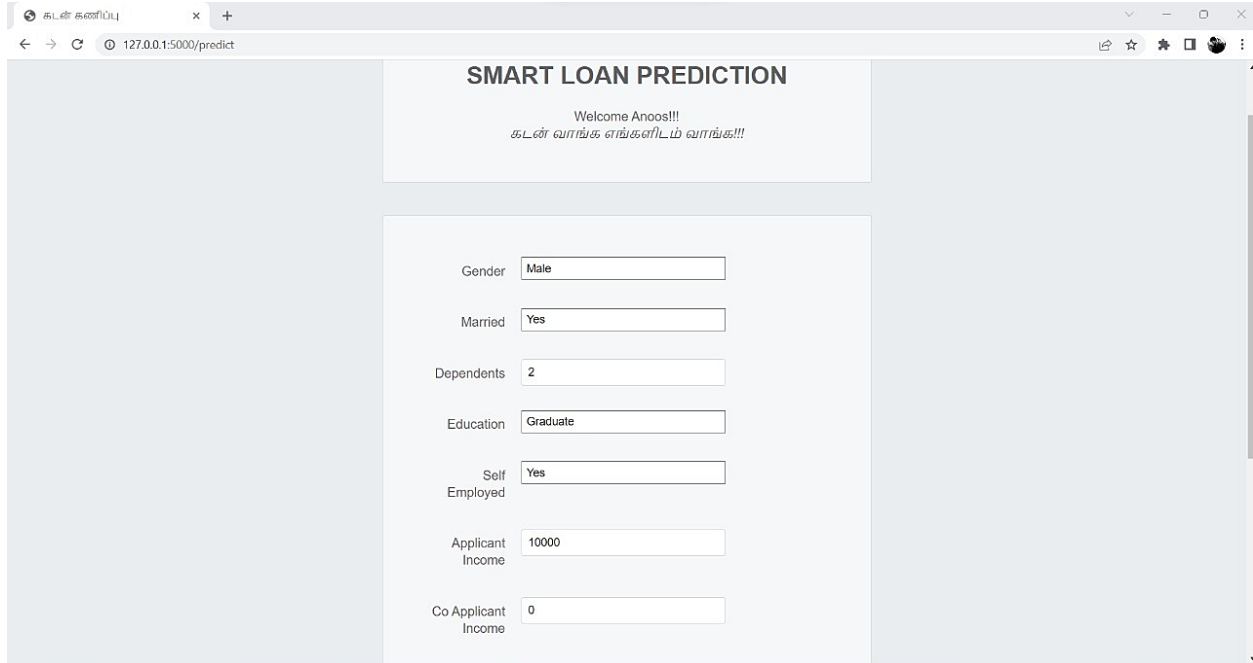 கடன் கணிப்பு
127.0.0.1:5000/predict
SMART LOAN PREDICTION
Welcome Anoos!!!
கடன் வாங்க எங்களிடம் வாங்க!!!
Gender Male
Married Yes
Dependents 2
Education Graduate
Self Yes
Employed
Applicant 10000
Income
Co Applicant 0
Income